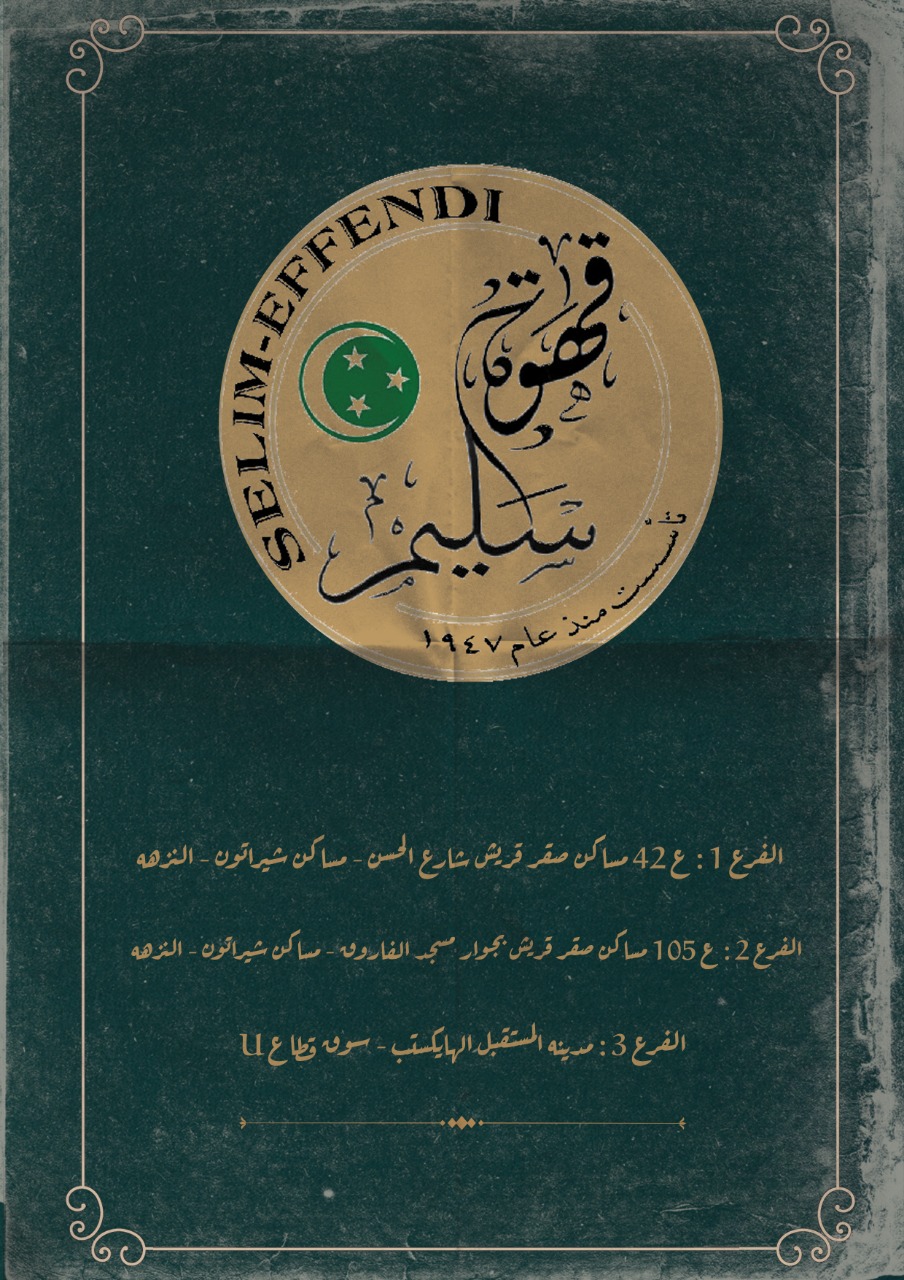 SELIM-EFFENDI
قهوة
سليم
تأسست منذ عام ١٩٤٧
الفرع 1 : ع 42 مساكن صقر قريش شارع الحسن - مساكن شيراتون - النزهه
الفرع 2 : ع 105 مساكن صقر قريش بجوار مسجد الفاروق - مساكن شيراتون - النزهه
الفرع 3 : مدينه المستقبل الهايكستب - سوق قطاع U